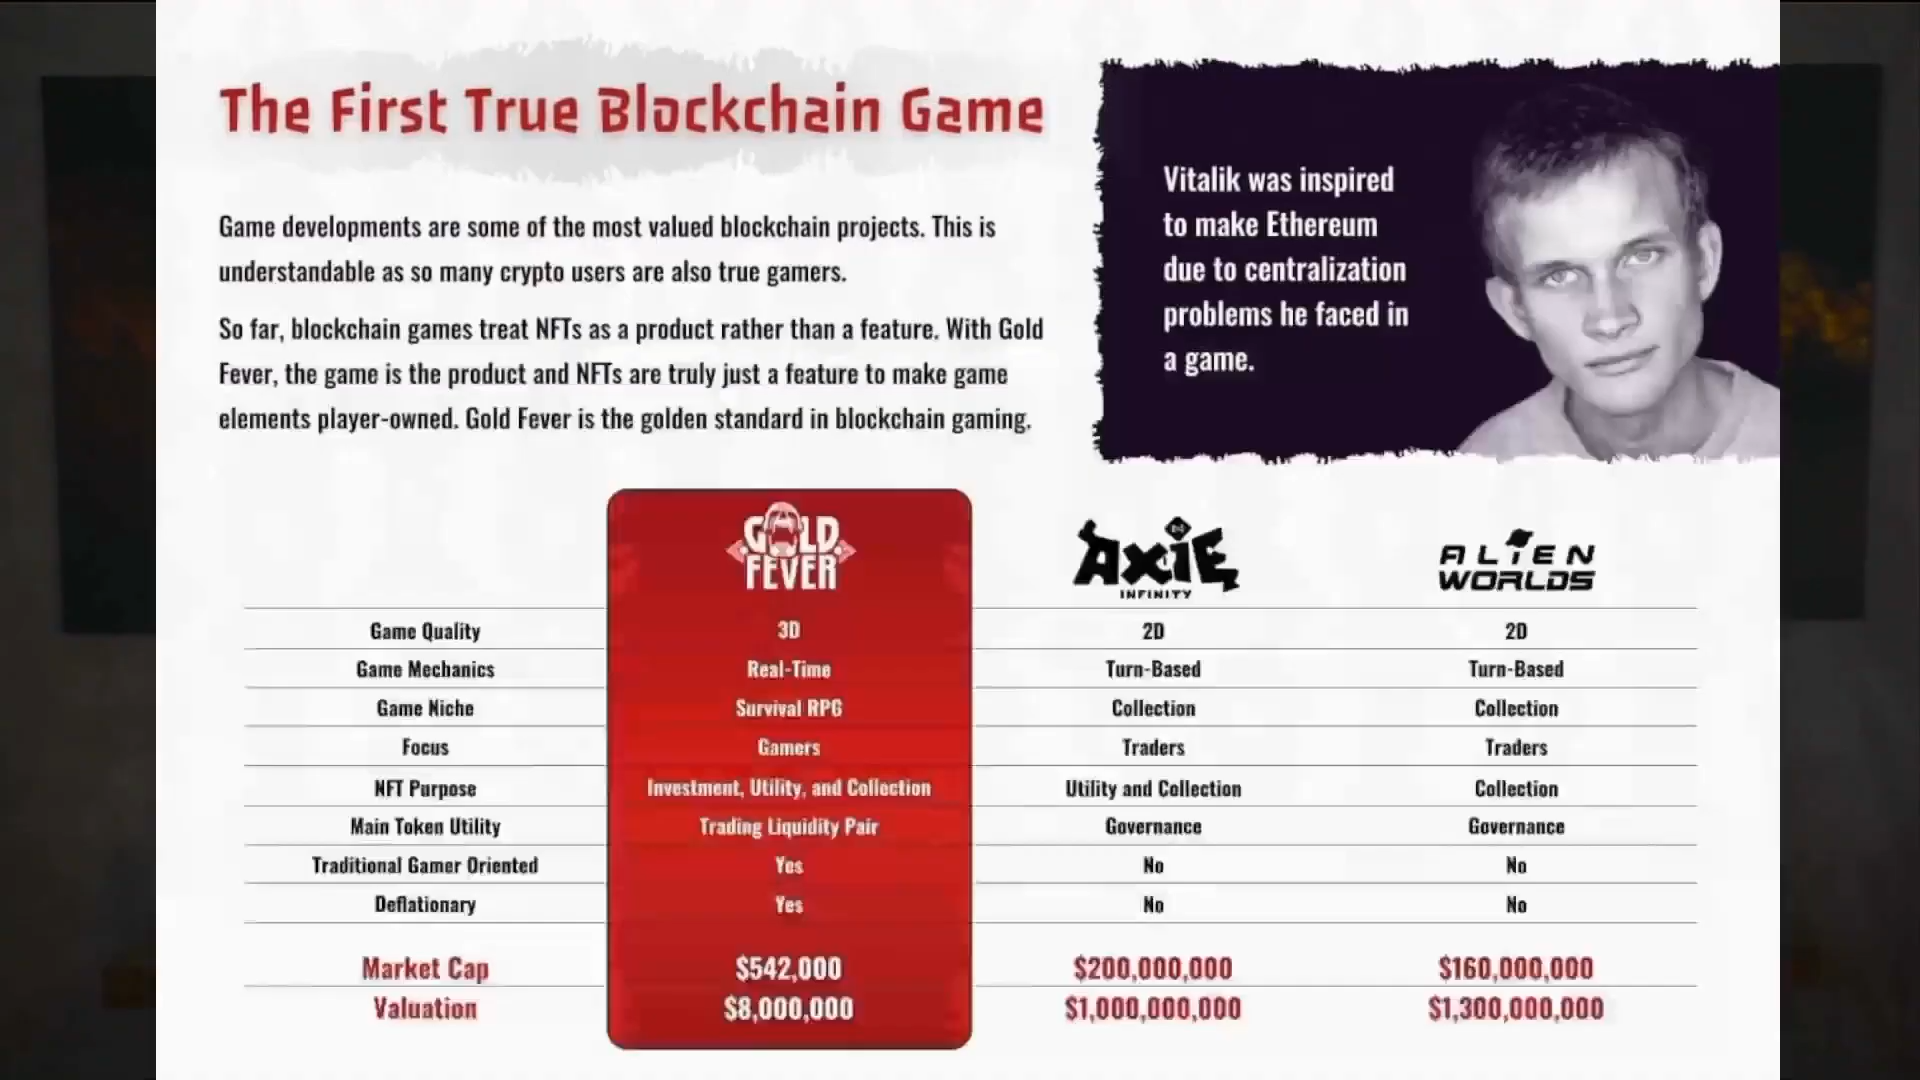 The First True Blockchain Game
Game developments are some of the most valued blockchain projects. This is
understandable as so many crypto users are also true gamers.
So far, blockchain games treat NFTs as a product rather than a feature. With Gold
Fever, the game is the product and NFTs are truly just a feature to make game
elements player-owned. Gold Fever is the golden standard in blockchain gaming.
Vitalik was inspired
to make Ethereum
due to centralization
problems he faced in
a game.
GOLD FEVER AXIE INFINITY ALIEN WORLDS
Game Quality 3D 2D 2D
Game Mechanics Real-Time Turn-Based Turn-Based
Game Niche Survival RPG Collection Collection
Focus Gamers Traders Traders
NFT Purpose Investment, Utility, and Collection Utility and Collection Collection
Main Token Utility Trading Liquidity Pair Governance Governance
Traditional Gamer Oriented Yes No No
Deflationary Yes No No
Market Cap $542,000 $200,000,000 $160,000,000
Valuation $8,000,000 $1,000,000,000 $1,300,000,000